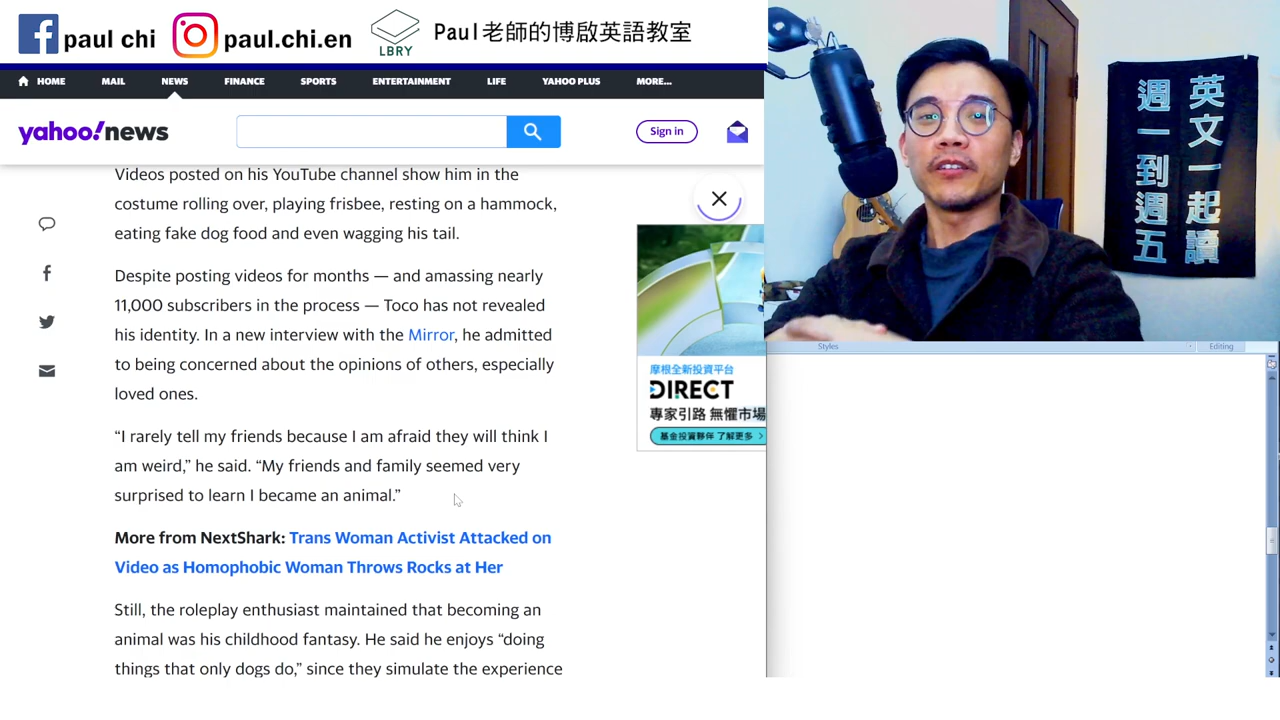 paul chi
paul.chi.en
LBRY
Paul老師的博啟英語教室
HOME MAIL NEWS FINANCE SPORTS ENTERTAINMENT LIFE YAHOO PLUS MORE...
yahoo!news
Sign in
Videos posted on his YouTube channel show him in the
costume rolling over, playing frisbee, resting on a hammock,
eating fake dog food and even wagging his tail.
Despite posting videos for months — and amassing nearly
11,000 subscribers in the process — Toco has not revealed
his identity. In a new interview with the Mirror, he admitted
to being concerned about the opinions of others, especially
loved ones.
“I rarely tell my friends because I am afraid they will think I
am weird,” he said. “My friends and family seemed very
surprised to learn I became an animal.”
More from NextShark: Trans Woman Activist Attacked on
Video as Homophobic Woman Throws Rocks at Her
Still, the roleplay enthusiast maintained that becoming an
animal was his childhood fantasy. He said he enjoys “doing
things that only dogs do,” since they simulate the experience
摩根全新投資平台
DIRECT
專家引路 無懼市場
基金投資夥伴 了解更多 >
英文一起讀
週一到週五
Styles
Editing